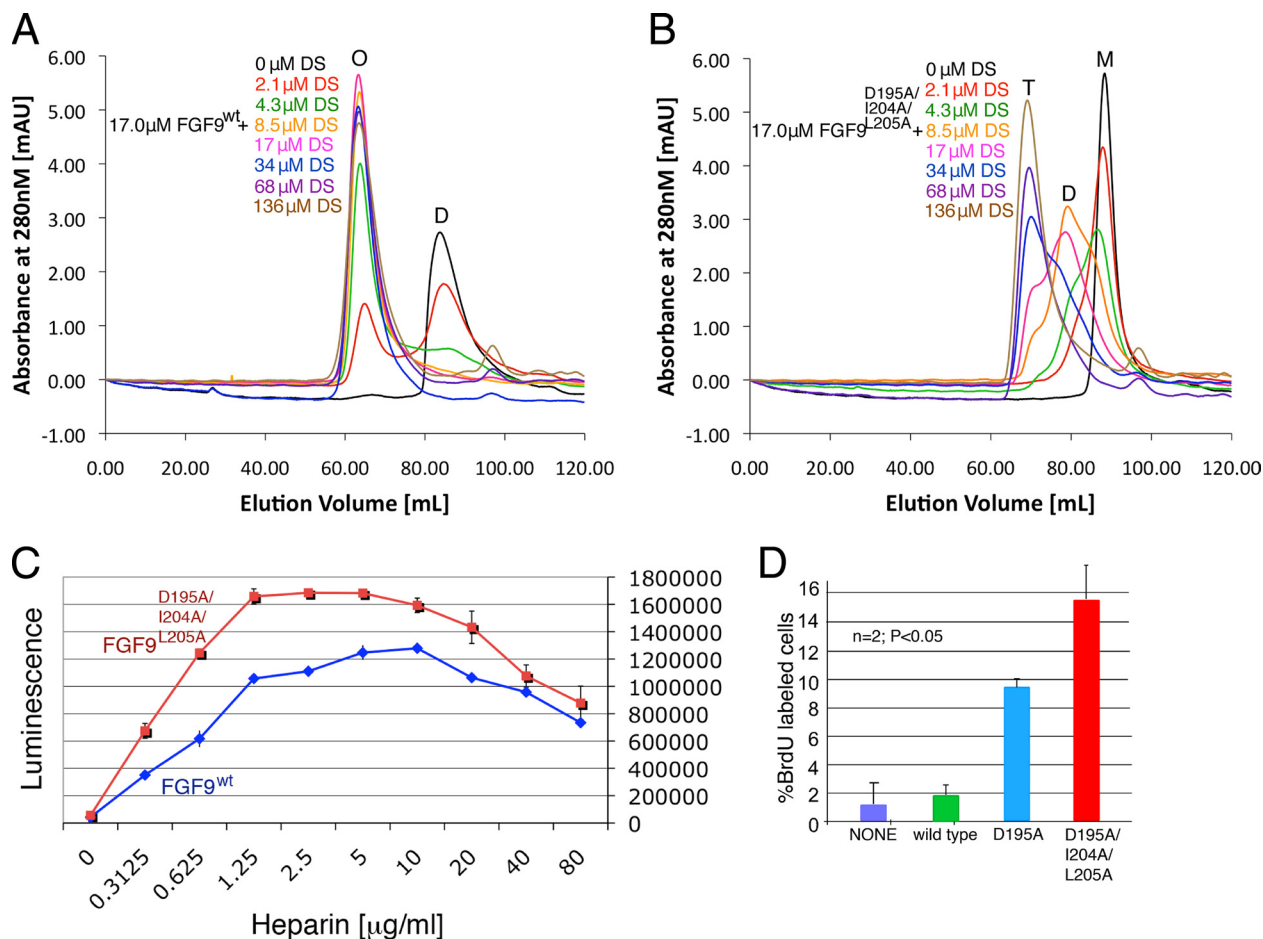 A
6.00
5.00
4.00
3.00
2.00
1.00
0.00
-1.00
Absorbance at 280nM [mAU]
0.00 20.00 40.00 60.00 80.00 100.00 120.00
Elution Volume [mL]
17.0μM FGF9wt+
0 μM DS
2.1 μM DS
4.3 μM DS
8.5 μM DS
17 μM DS
34 μM DS
68 μM DS
136 μM DS
O
D
B
6.00
5.00
4.00
3.00
2.00
1.00
0.00
-1.00
Absorbance at 280nM [mAU]
0.00 20.00 40.00 60.00 80.00 100.00 120.00
Elution Volume [mL]
D195A/
I204A/
L205A
17.0μM FGF9 +
0 μM DS
2.1 μM DS
4.3 μM DS
8.5 μM DS
17 μM DS
34 μM DS
68 μM DS
136 μM DS
T
D
M
C
Luminescence
D195A/
I204A/
L205A
FGF9
FGF9wt
1800000
1600000
1400000
1200000
1000000
800000
600000
400000
200000
0
0 0.3125 0.625 1.25 2.5 5 10 20 40 80
Heparin [μg/ml]
D
%BrdU labeled cells
16
14
12
10
8
6
4
2
0
n=2; P<0.05
NONE wild type D195A D195A/
I204A/
L205A